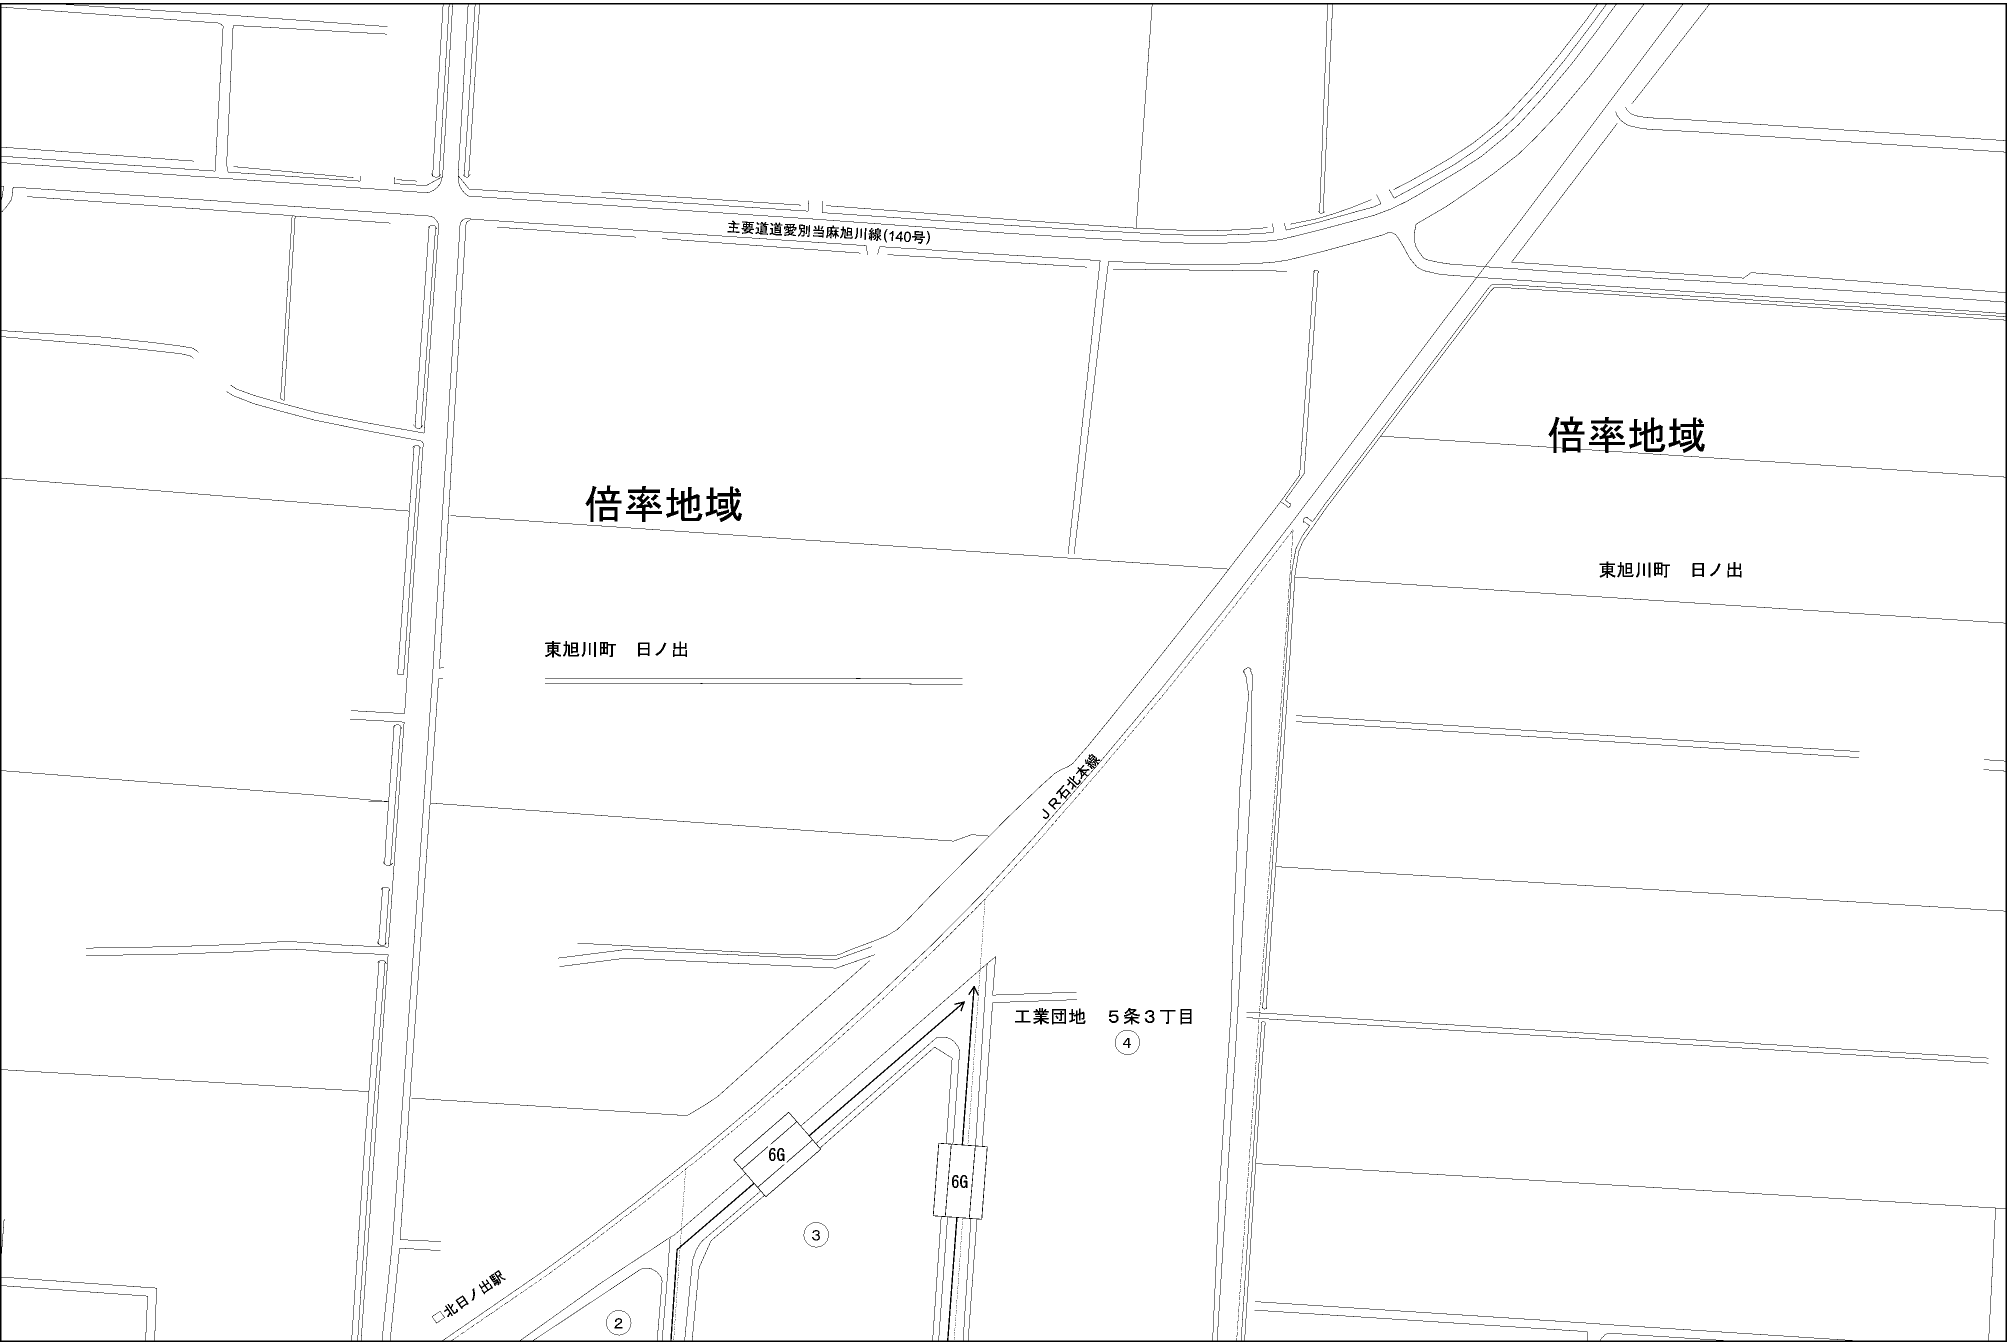 主要道道愛別当麻旭川線(140号)
倍率地域
倍率地域
東旭川町　日ノ出
東旭川町　日ノ出
ＪＲ石北本線
工業団地　５条３丁目
4
6G
6G
3
北日ノ出駅
2